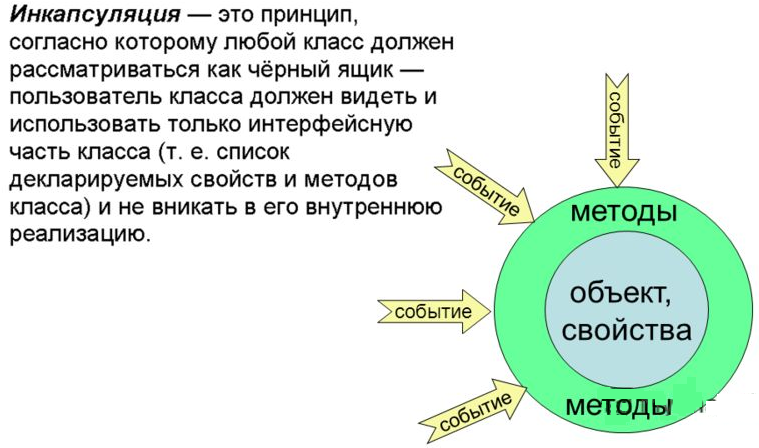 Инкапсуляция — это принцип,
согласно которому любой класс должен
рассматриваться как чёрный ящик —
пользователь класса должен видеть и
использовать только интерфейсную
часть класса (т. е. список
декларируемых свойств и методов
класса) и не вникать в его внутреннюю
реализацию.
событие
событие
методы
объект,
свойства
событие
методы
событие